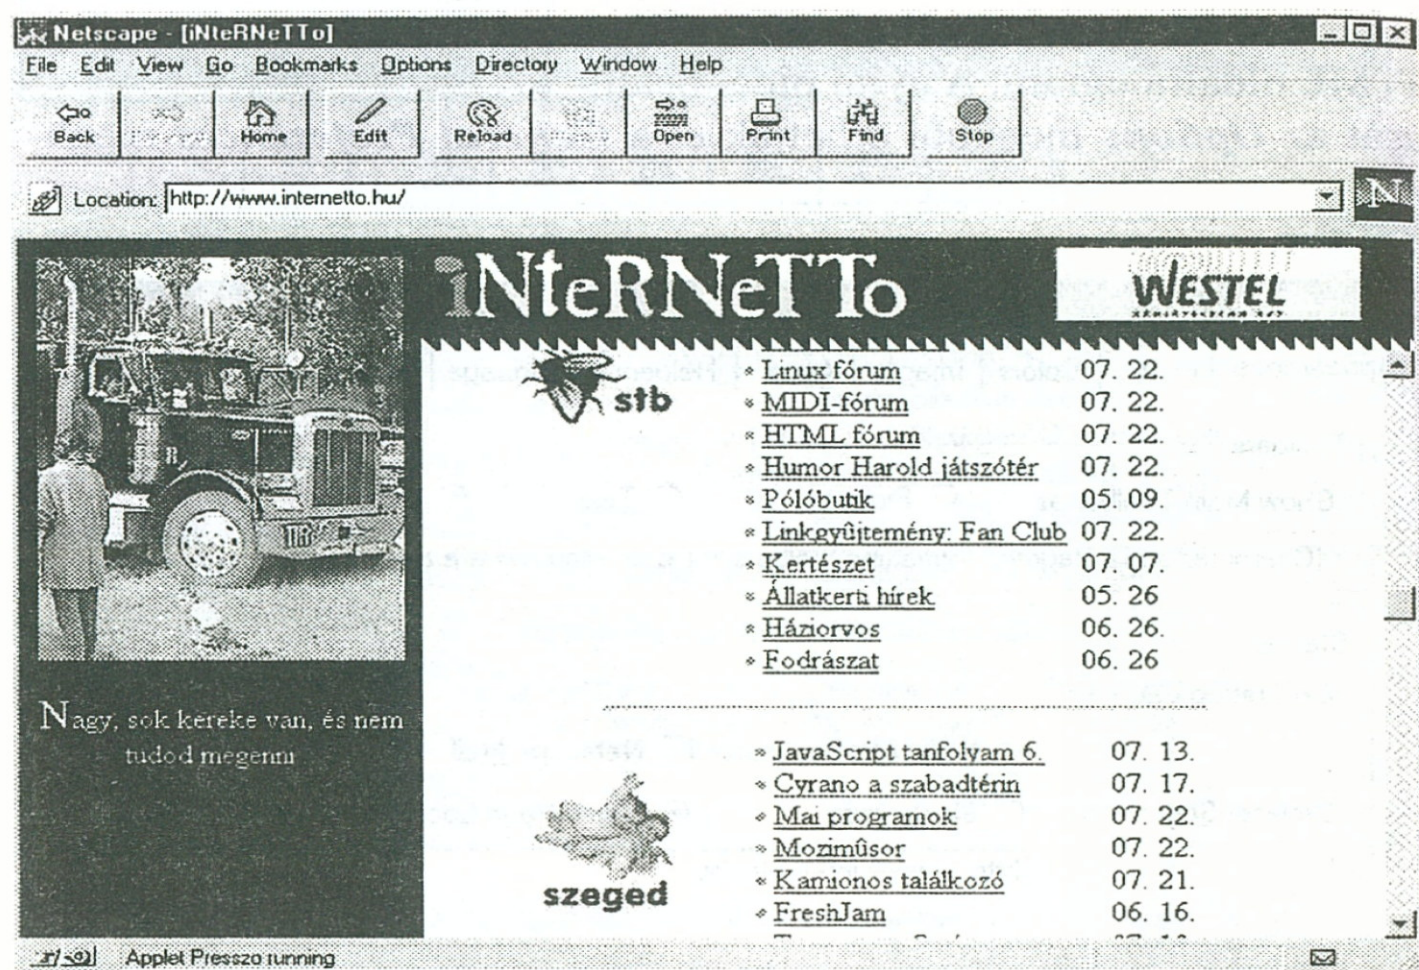 Netscape - [iNteRNeTTo]
File Edit View Go Bookmarks Options Directory Window Help
Back Home Edit Reload Open Print Find Stop
Location: http://www.internetto.hu/
N
iNteRNeTTo
WESTEL
stb
Linux fórum 07. 22.
MIDI-fórum 07. 22.
HTML fórum 07. 22.
Humor Harold játszótér 07. 22.
Pólóbutik 05. 09.
Linkgyûjtemény: Fan Club 07. 22.
Kertészet 07. 07.
Állatkerti hírek 05. 26
Háziorvos 06. 26.
Fodrászat 06. 26
Nagy, sok kereke van, és nem
tudod megenni
szeged
JavaScript tanfolyam 6. 07. 13.
Cyrano a szabadtérin 07. 17.
Mai programok 07. 22.
Mozimûsor 07. 22.
Kamionos találkozó 07. 21.
FreshJam 06. 16.
Applet Presszo running